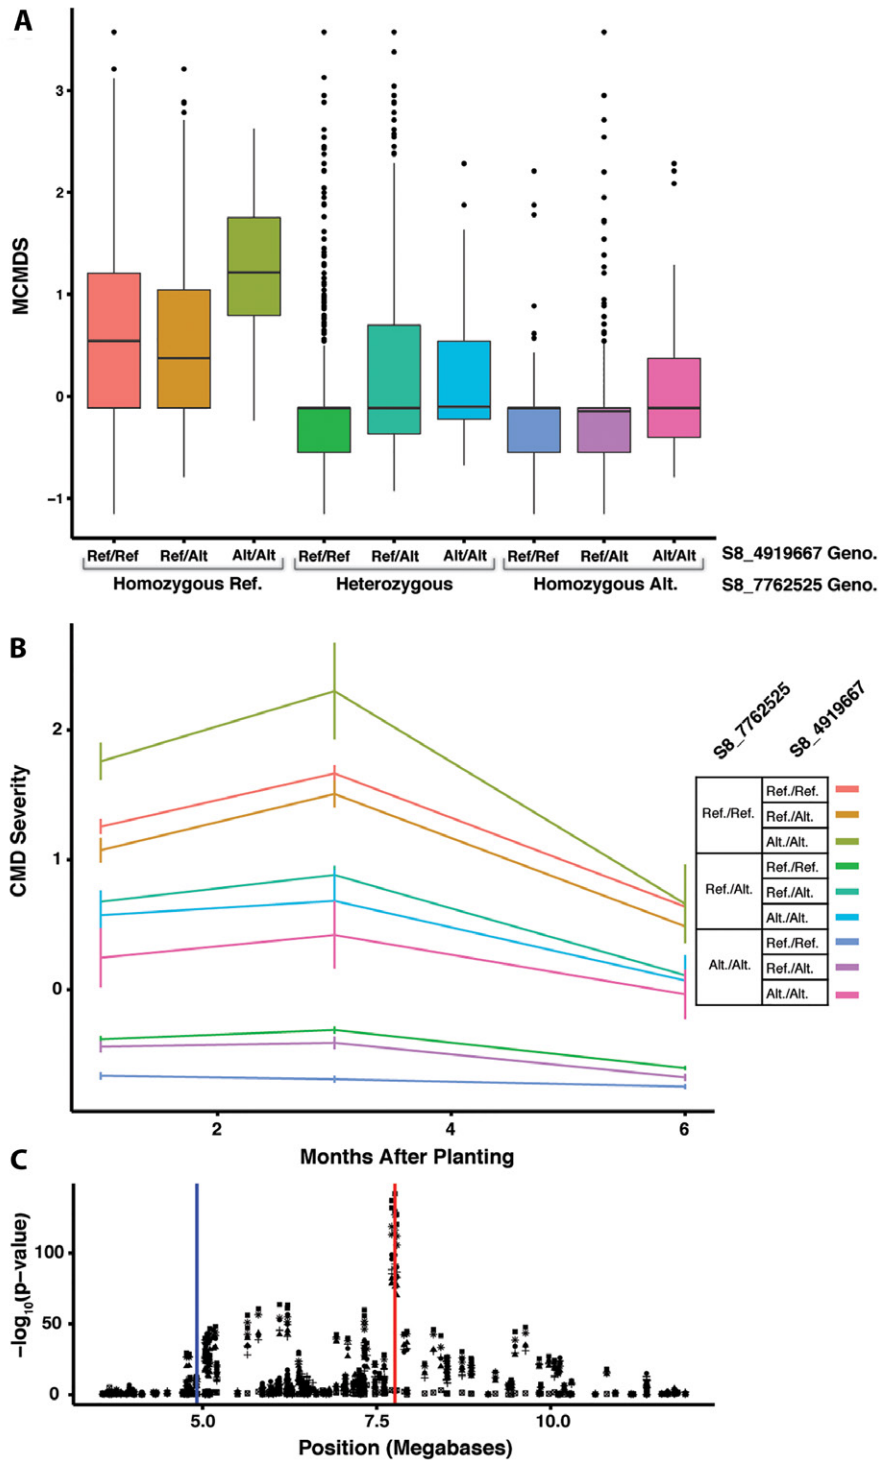 A
MCMDS
3
2
1
0
−1
Ref/Ref Ref/Alt Alt/Alt Ref/Ref Ref/Alt Alt/Alt Ref/Ref Ref/Alt Alt/Alt S8_4919667 Geno.
Homozygous Ref. Heterozygous Homozygous Alt. S8_7762525 Geno.
B
CMD Severity
2
1
0
2 4 6
Months After Planting
S8_7762525 S8_4919667
Ref./Ref.
Ref./Ref.
Ref./Alt.
Alt./Alt.
Ref./Alt.
Ref./Ref.
Ref./Alt.
Alt./Alt.
Alt./Alt.
Ref./Ref.
Ref./Alt.
Alt./Alt.
C
−log10(p−value)
100
50
0
5.0 7.5 10.0
Position (Megabases)